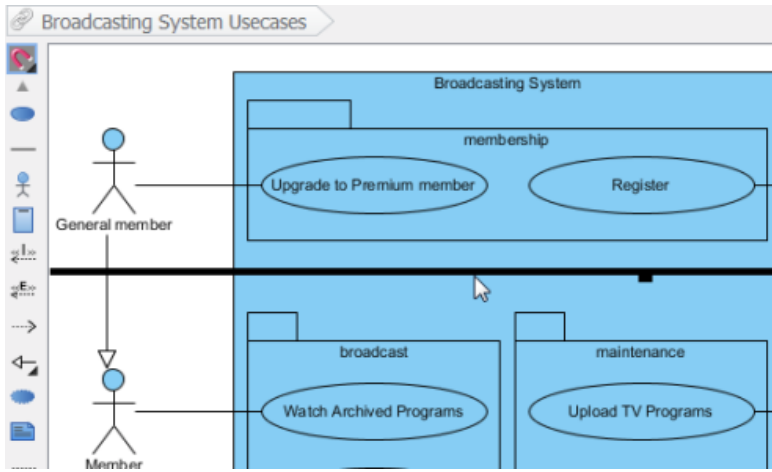 Broadcasting System Usecases
Broadcasting System
membership
Upgrade to Premium member
Register
General member
<<I>>
<<E>>
broadcast
maintenance
Watch Archived Programs
Upload TV Programs
Member